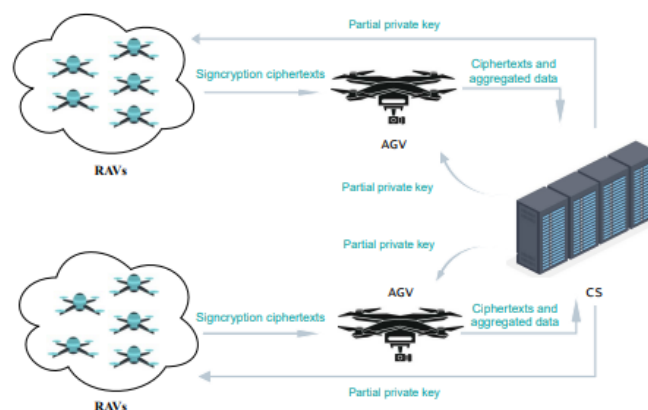 Partial private key
Signcryption ciphertexts
Ciphertexts and
aggregated data
AGV
RAVs
Partial private key
Partial private key
AGV
CS
Signcryption ciphertexts
Ciphertexts and
aggregated data
Partial private key
RAVs